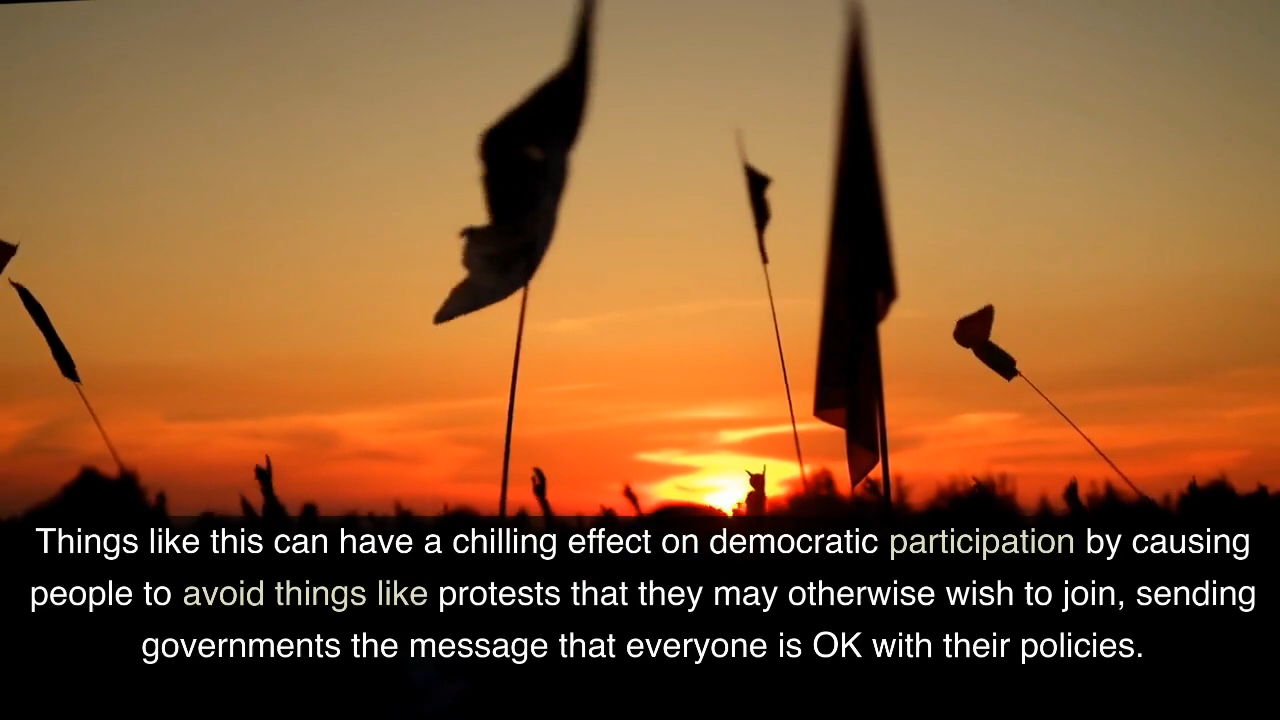 Things like this can have a chilling effect on democratic participation by causing
people to avoid things like protests that they may otherwise wish to join, sending
governments the message that everyone is OK with their policies.